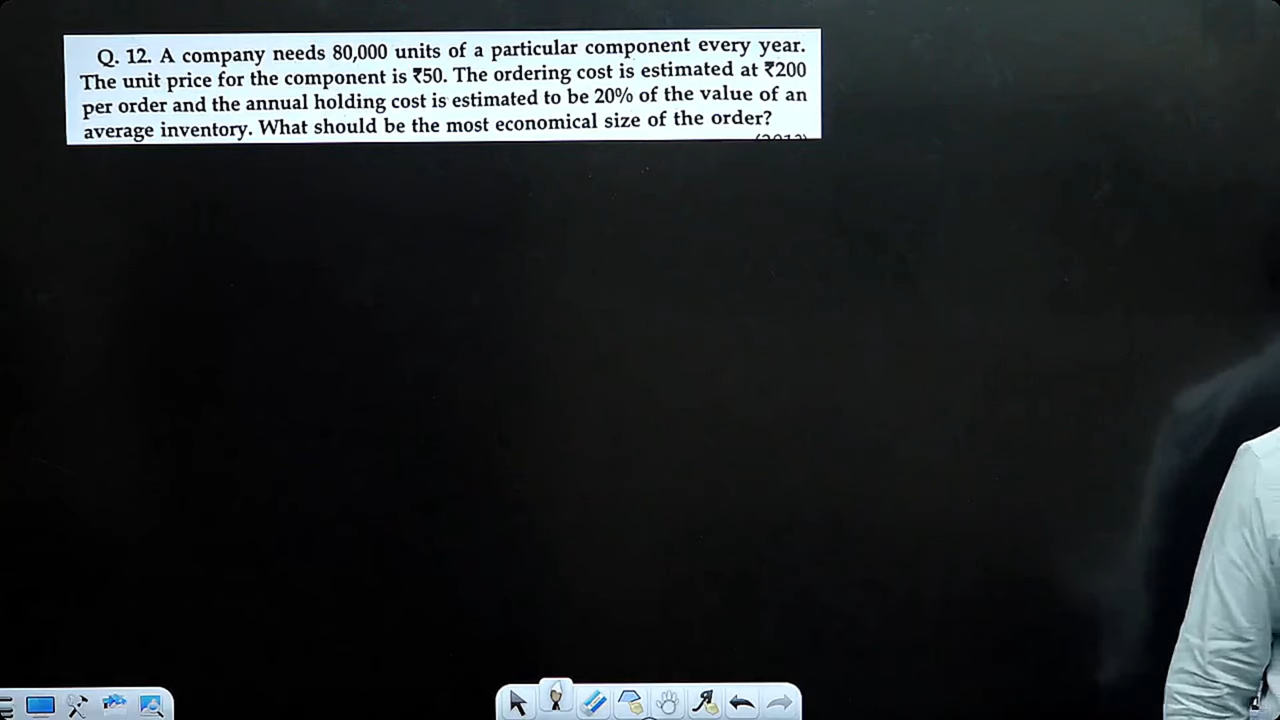 Q. 12. A company needs 80,000 units of a particular component every year.
The unit price for the component is ₹50. The ordering cost is estimated at ₹200
per order and the annual holding cost is estimated to be 20% of the value of an
average inventory. What should be the most economical size of the order?